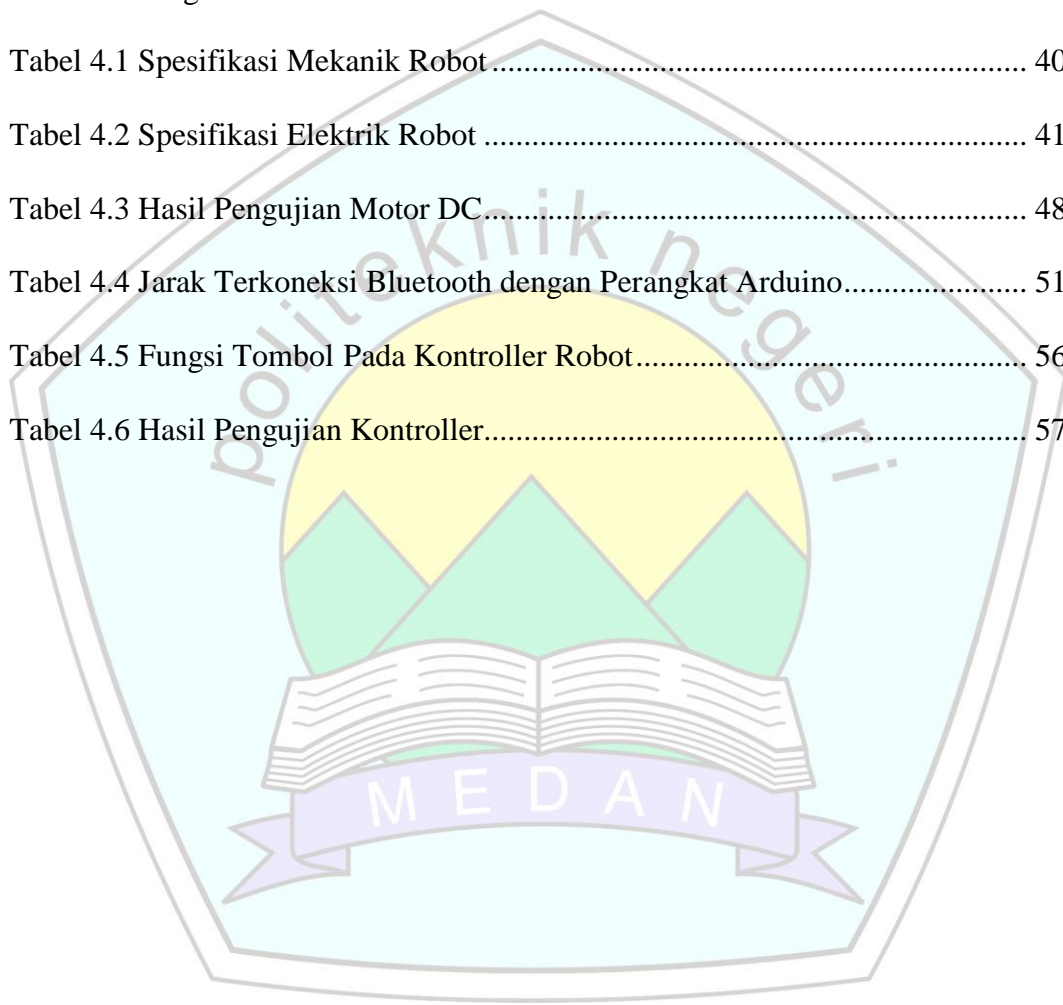 Tabel 4.1 Spesifikasi Mekanik Robot .......................................................................... 40
Tabel 4.2 Spesifikasi Elektrik Robot ........................................................................... 41
Tabel 4.3 Hasil Pengujian Motor DC........................................................................... 48
Tabel 4.4 Jarak Terkoneksi Bluetooth dengan Perangkat Arduino......................... 51
Tabel 4.5 Fungsi Tombol Pada Kontroller Robot...................................................... 56
Tabel 4.6 Hasil Pengujian Kontroller........................................................................... 57
politeknik negeri
MEDAN